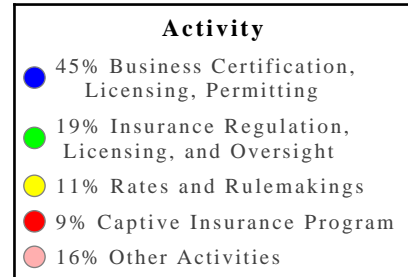 Activity
45% Business Certification,
Licensing, Permitting
19% Insurance Regulation,
Licensing, and Oversight
11% Rates and Rulemakings
9% Captive Insurance Program
16% Other Activities